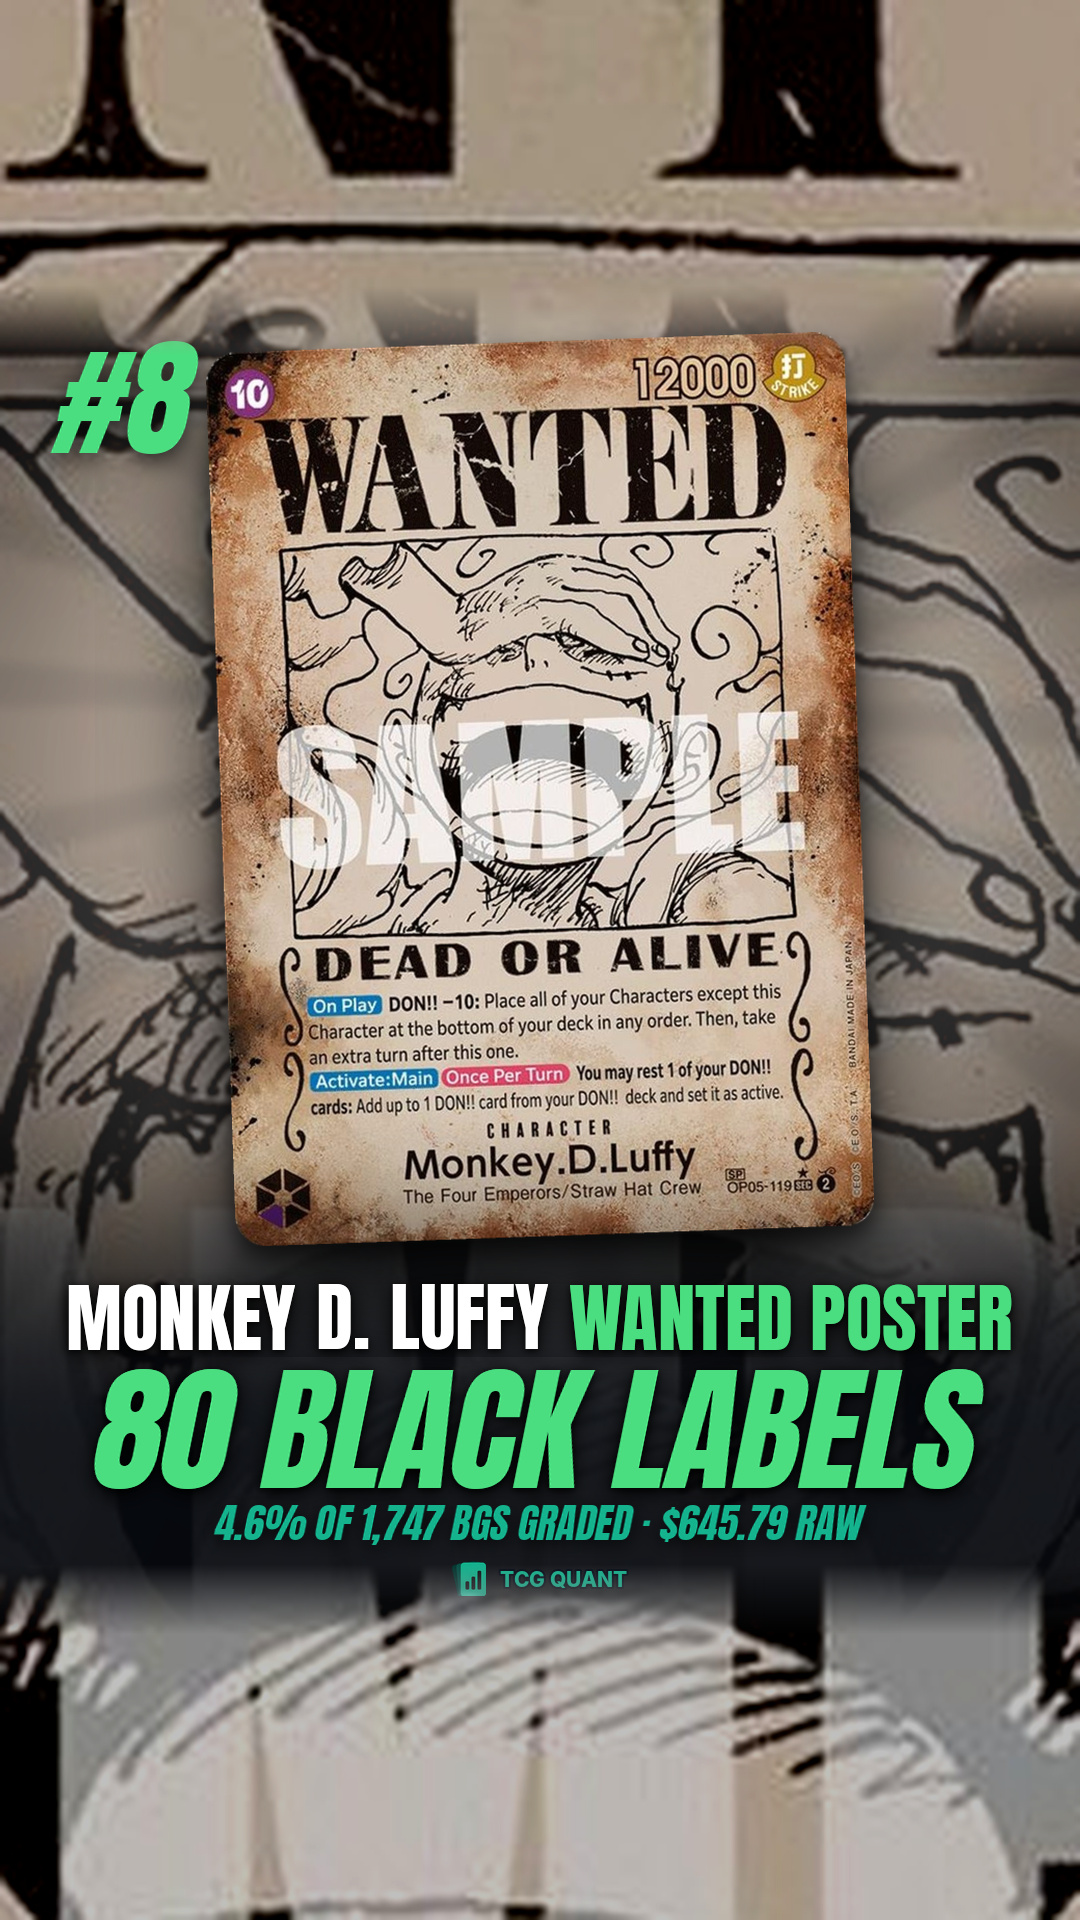 #8
10
12000
打
STRIKE
WANTED
SAMPLE
DEAD OR ALIVE
On Play DON!! −10: Place all of your Characters except this
Character at the bottom of your deck in any order. Then, take
an extra turn after this one.
Activate:Main Once Per Turn You may rest 1 of your DON!!
cards: Add up to 1 DON!! card from your DON!! deck and set it as active.
CHARACTER
Monkey.D.Luffy
The Four Emperors/Straw Hat Crew
SP
OP05-119 SEC 2
©E.O/S. ©E.O./S.,T.A. BANDAI MADE IN JAPAN
MONKEY D. LUFFY WANTED POSTER
80 BLACK LABELS
4.6% OF 1,747 BGS GRADED · $645.79 RAW
TCG QUANT